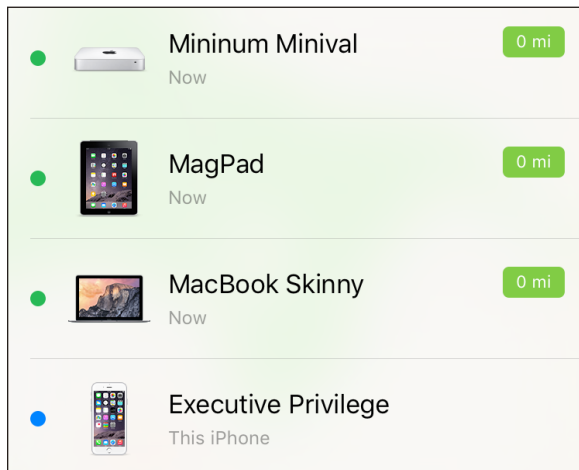 Mininum Minival
0 mi
Now
MagPad
0 mi
Now
MacBook Skinny
0 mi
Now
Executive Privilege
This iPhone